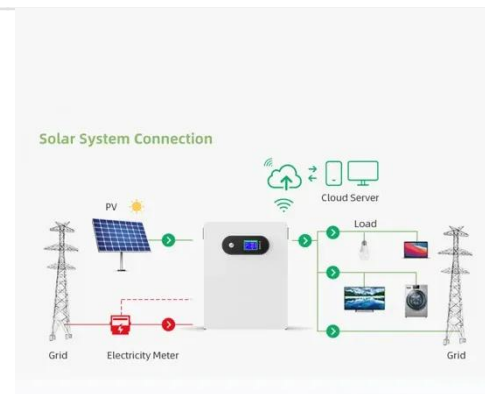 Solar System Connection
Cloud Server
PV
Load
Grid
Electricity Meter
Grid